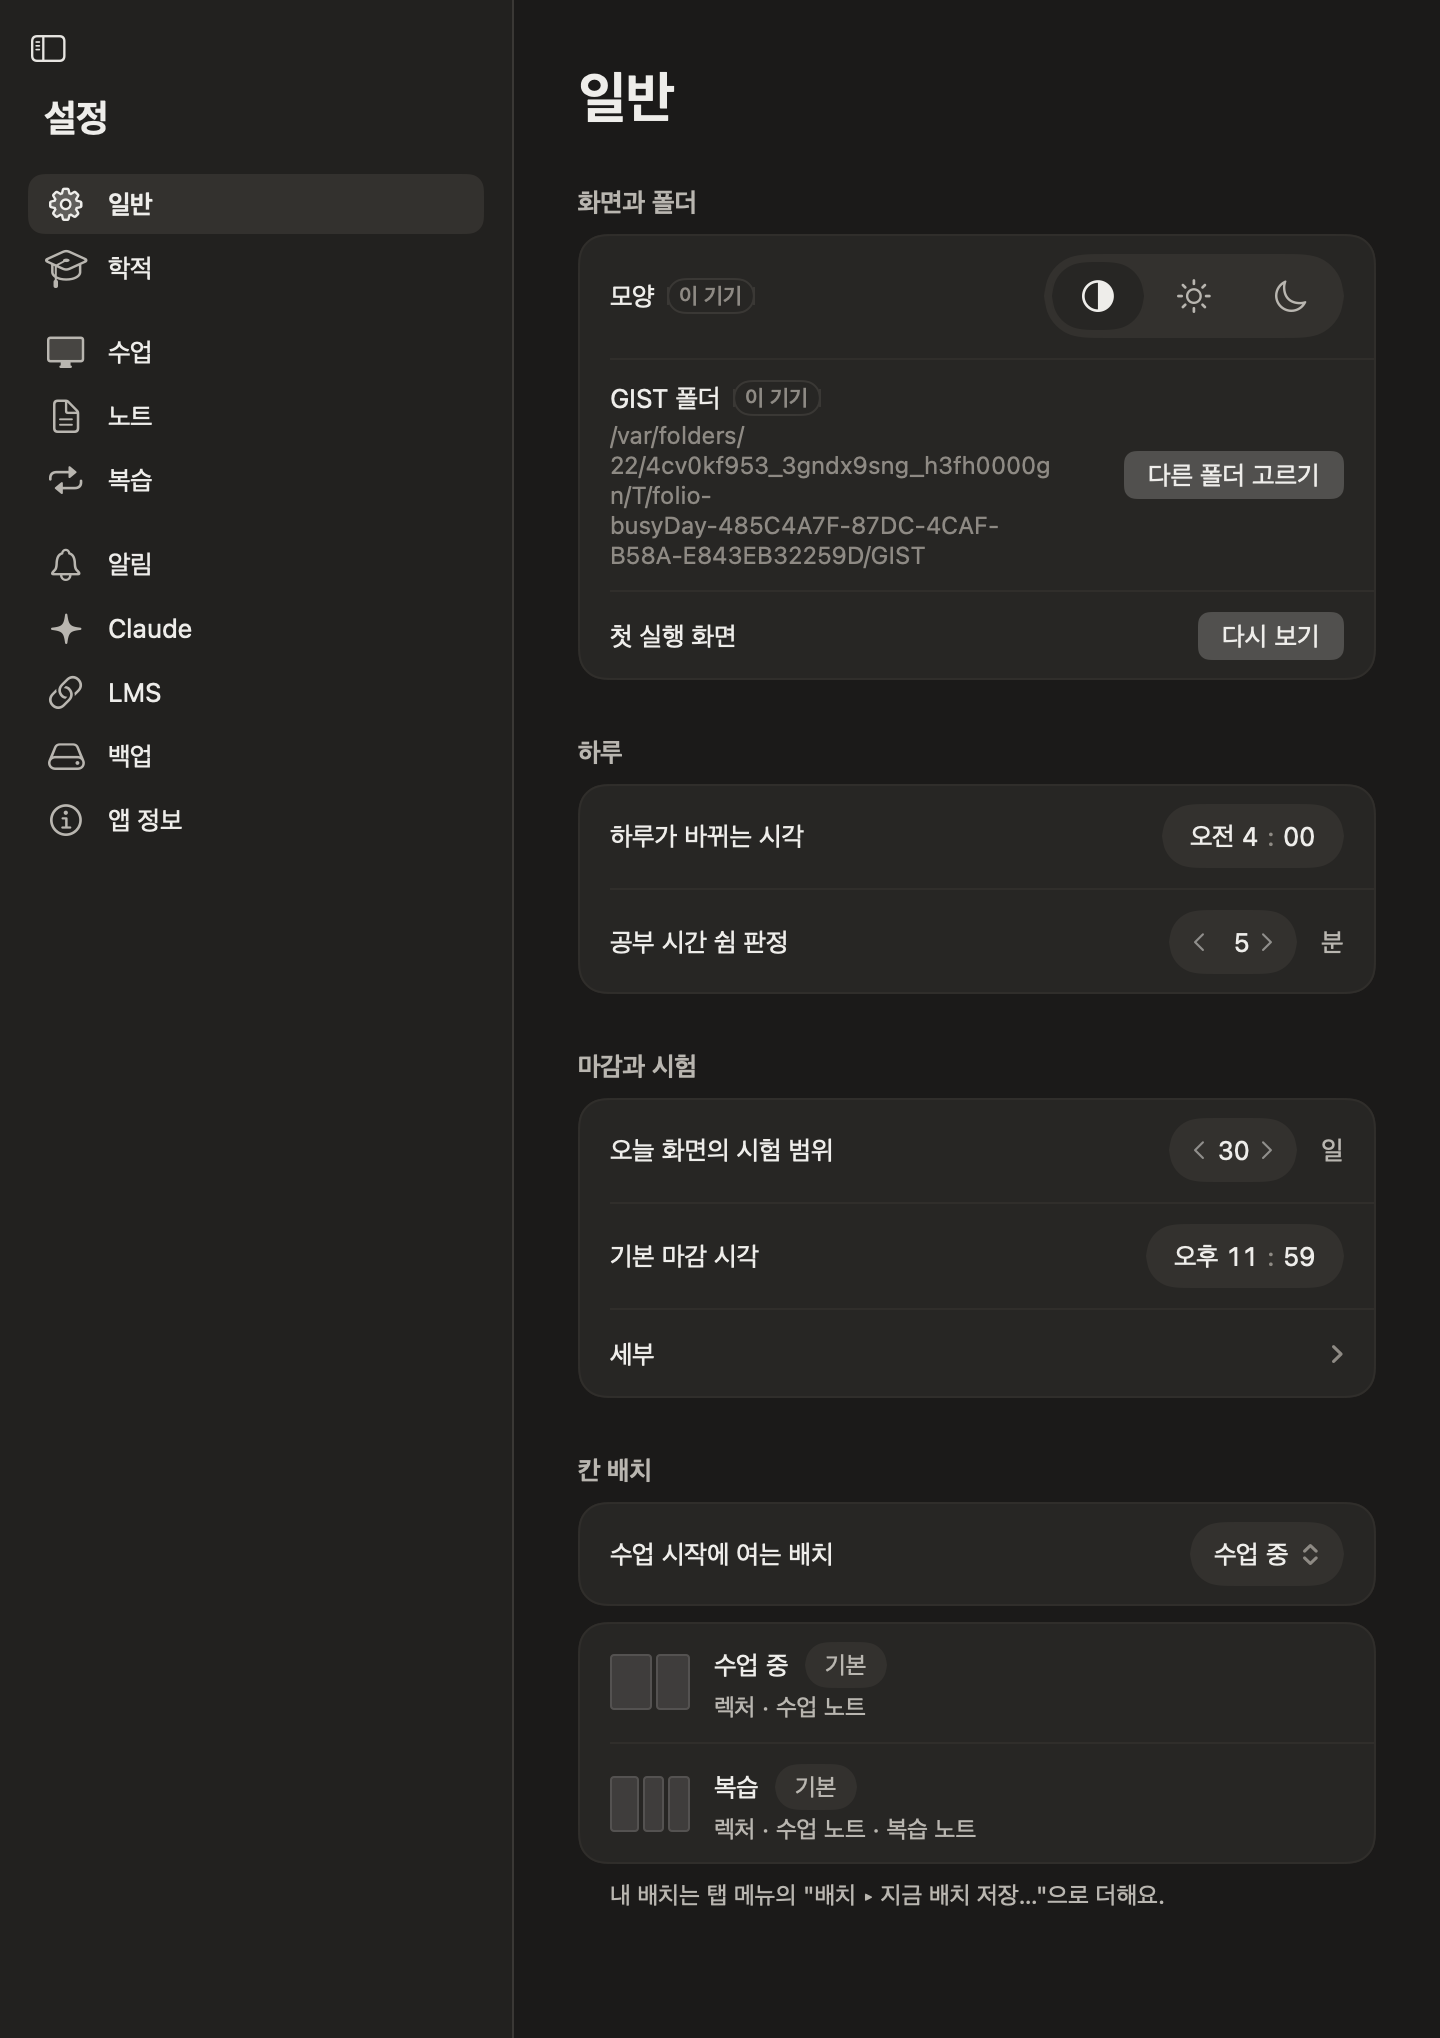 설정
일반
학적
수업
노트
복습
알림
Claude
LMS
백업
앱 정보
일반
화면과 폴더
모양 이 기기
GIST 폴더 이 기기
/var/folders/
22/4cv0kf953_3gndx9sng_h3fh0000g
n/T/folio-
busyDay-485C4A7F-87DC-4CAF-
B58A-E843EB32259D/GIST
다른 폴더 고르기
첫 실행 화면 다시 보기
하루
하루가 바뀌는 시각 오전 4 : 00
공부 시간 쉼 판정 5 분
마감과 시험
오늘 화면의 시험 범위 30 일
기본 마감 시각 오후 11 : 59
세부
칸 배치
수업 시작에 여는 배치 수업 중
수업 중 기본
렉처 · 수업 노트
복습 기본
렉처 · 수업 노트 · 복습 노트
내 배치는 탭 메뉴의 "배치 ▸ 지금 배치 저장..."으로 더해요.